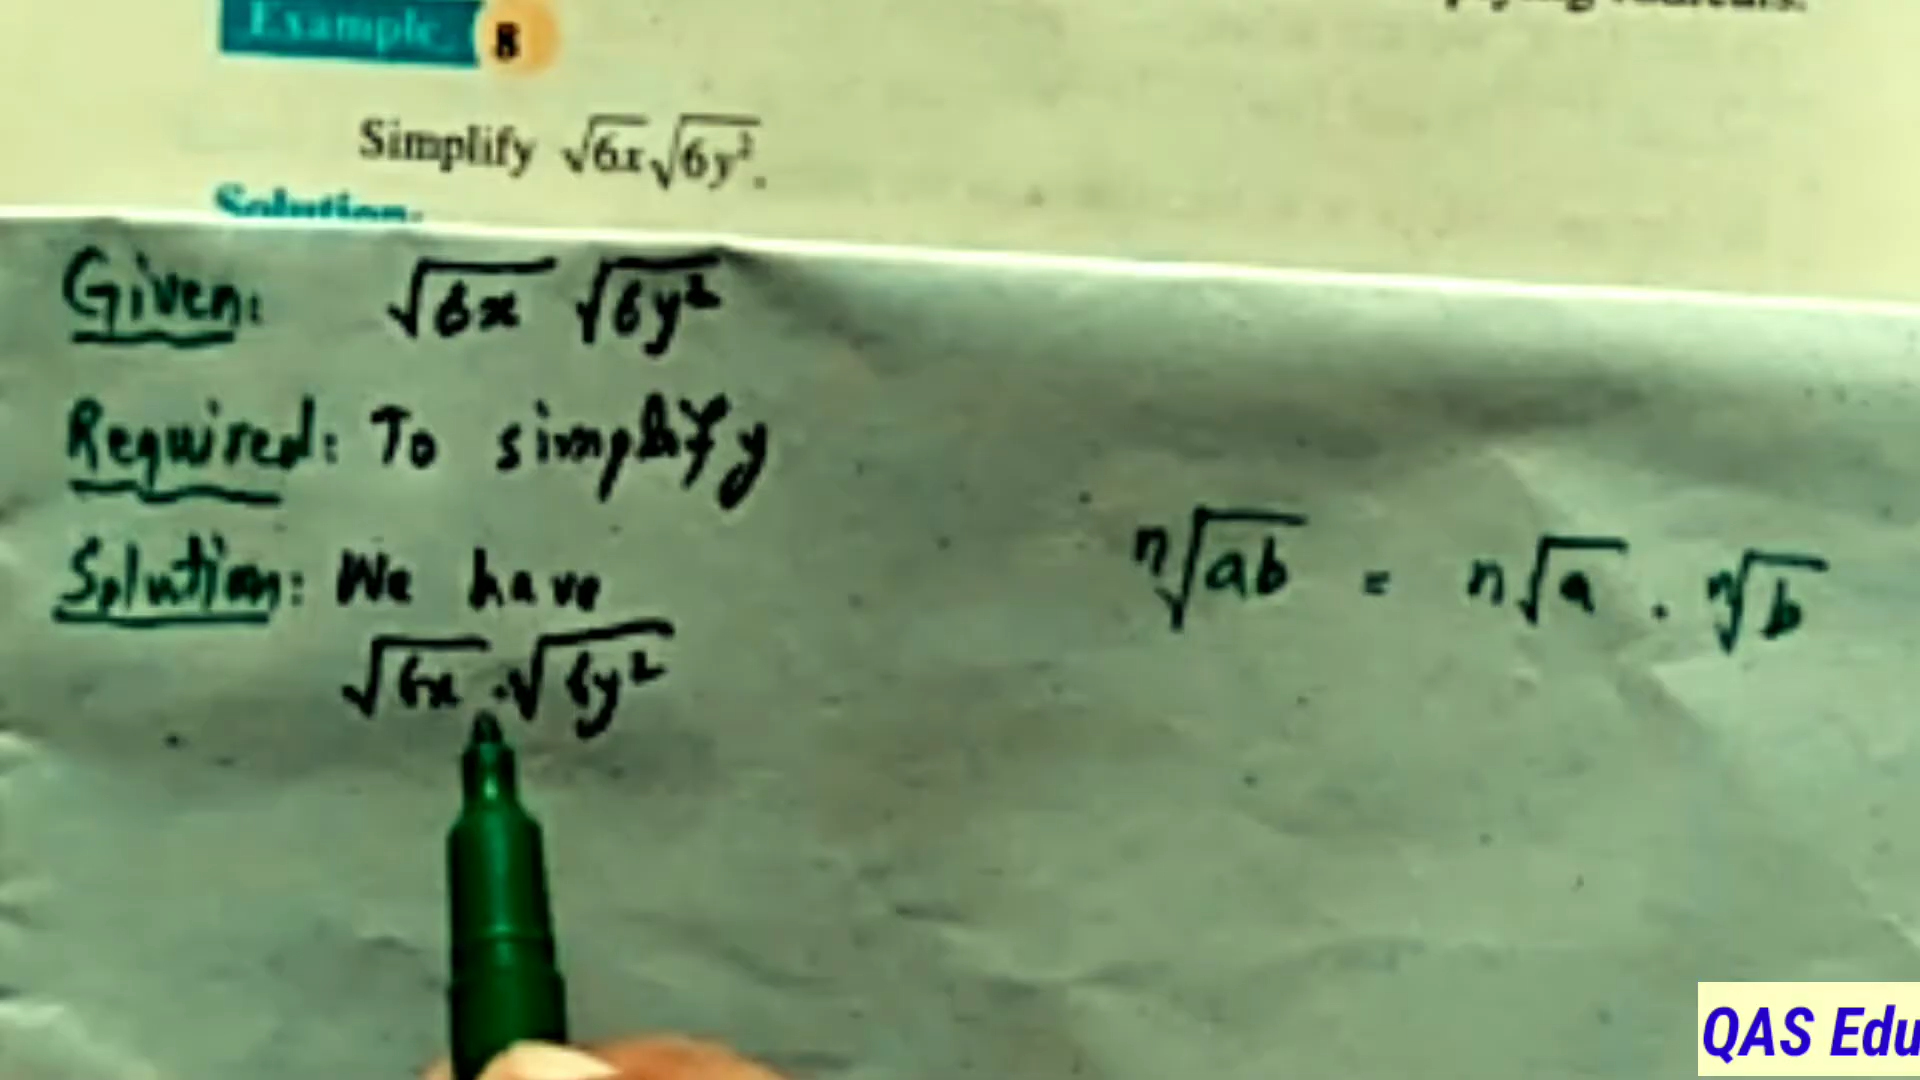 Example 8
Simplify √6x√6y².
Solution:
Given: √6x √6y²
Required: To simplify
Solution: We have
ⁿ√ab = ⁿ√a . ⁿ√b
√6x .√6y²
QAS Edu